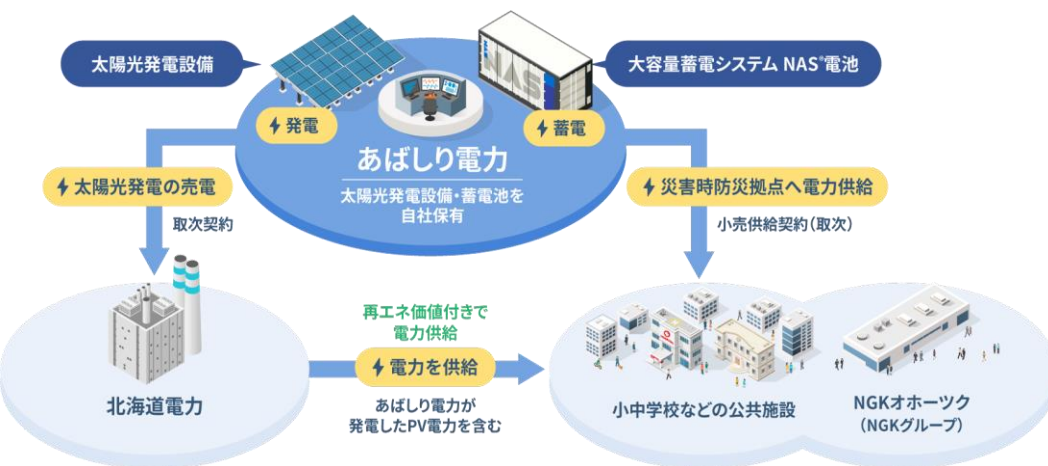 太陽光発電設備
NAS
大容量蓄電システム NAS®電池
発電
蓄電
あばしり電力
太陽光発電設備・蓄電池を
自社保有
太陽光発電の売電
取次契約
災害時防災拠点へ電力供給
小売供給契約(取次)
再エネ価値付きで
電力供給
電力を供給
あばしり電力が
発電したPV電力を含む
北海道電力
小中学校などの公共施設
NGKオホーツク
(NGKグループ)